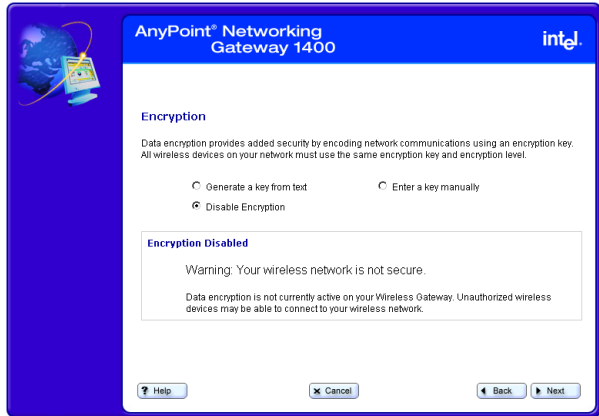 AnyPoint® Networking
Gateway 1400
intel.
Encryption
Data encryption provides added security by encoding network communications using an encryption key.
All wireless devices on your network must use the same encryption key and encryption level.
Generate a key from text
Enter a key manually
Disable Encryption
Encryption Disabled
Warning: Your wireless network is not secure.
Data encryption is not currently active on your Wireless Gateway. Unauthorized wireless
devices may be able to connect to your wireless network.
? Help
Cancel
Back
Next